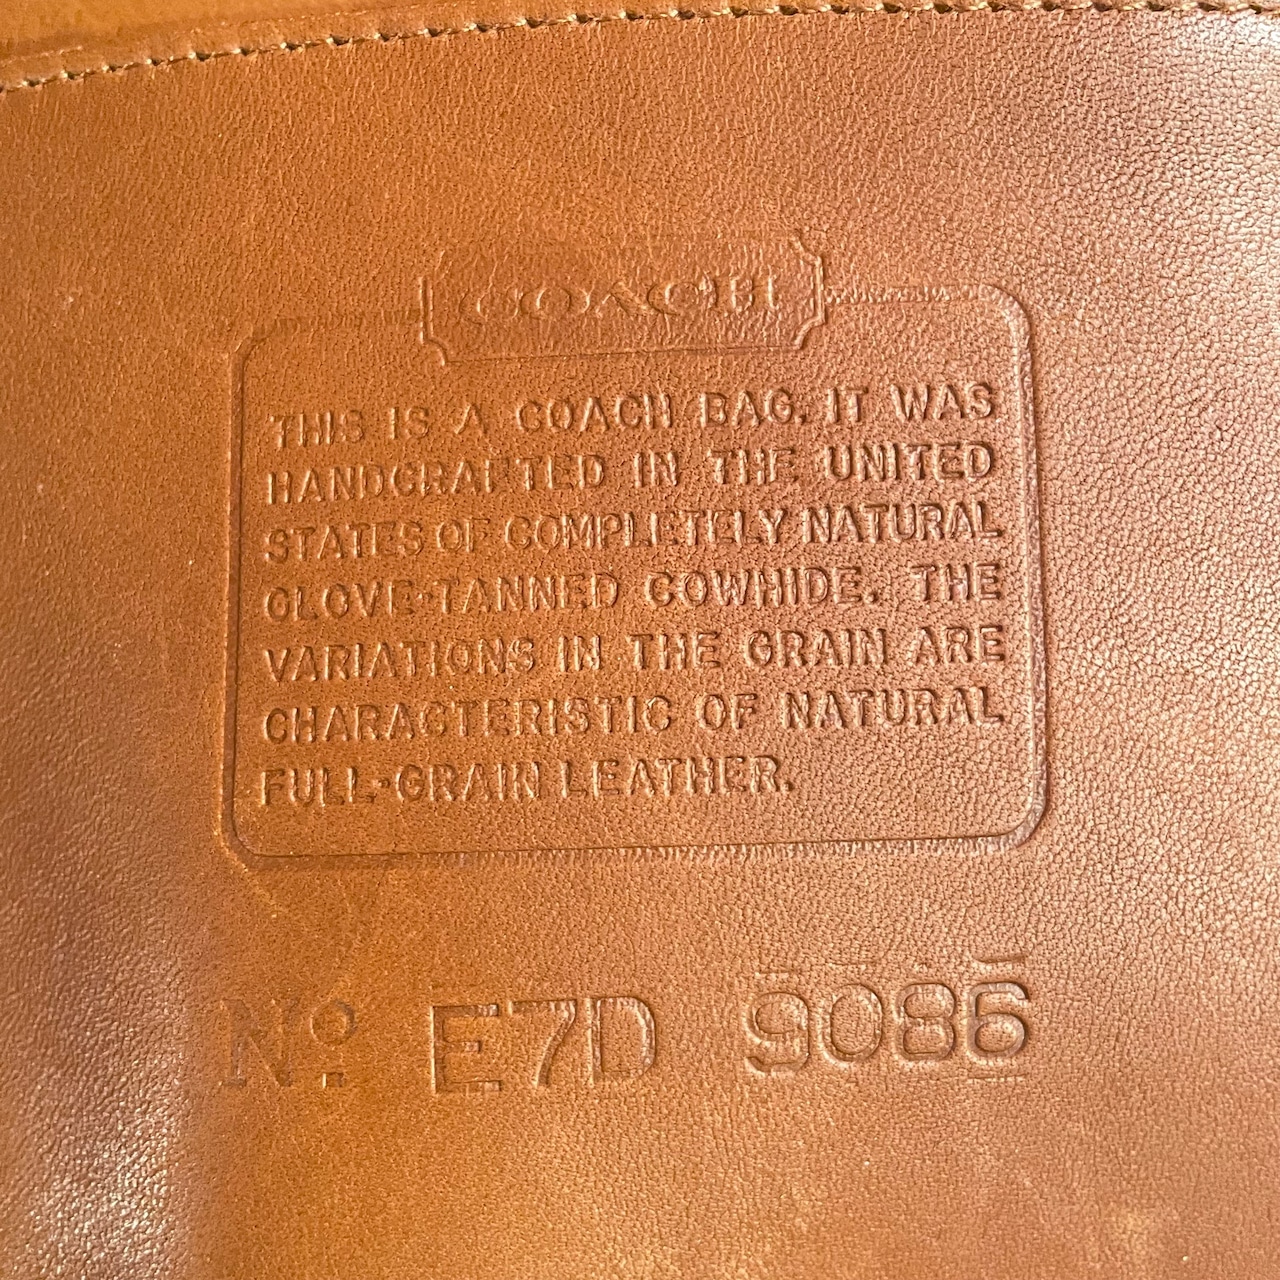 COACH
THIS IS A COACH BAG. IT WAS
HANDCRAFTED IN THE UNITED
STATES OF COMPLETELY NATURAL
GLOVE-TANNED COWHIDE. THE
VARIATIONS IN THE GRAIN ARE
CHARACTERISTIC OF NATURAL
FULL-GRAIN LEATHER.
Nº E7D 9086